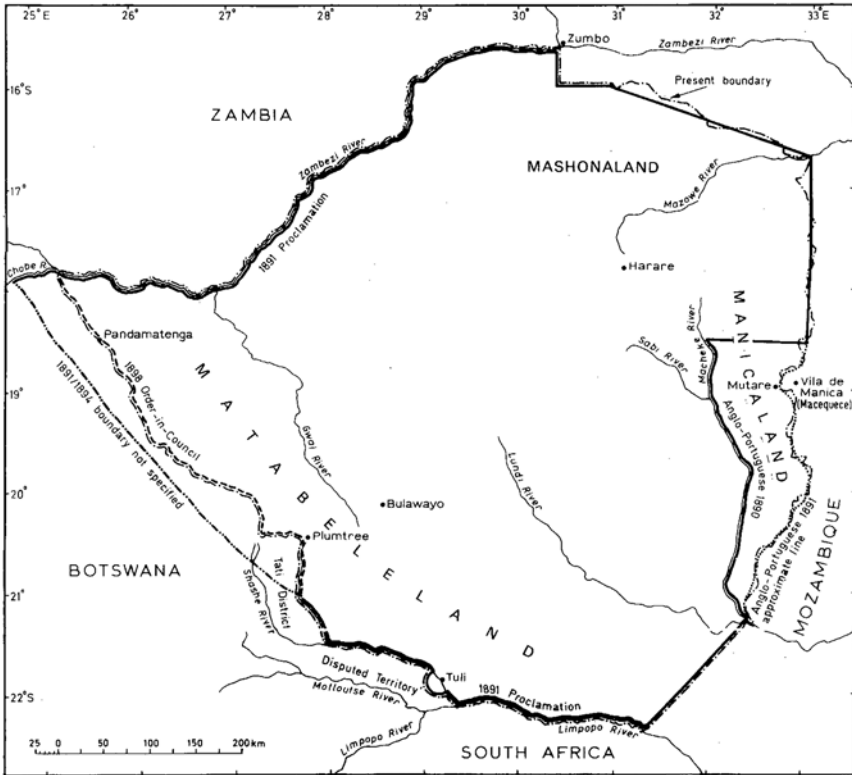 25°E
26
27
28
29
30
31
32
33E
Zumbo
Zambezi River
Present boundary
16°S
ZAMBIA
Zambezi River
MASHONALAND
17
Mazowe River
1891 Proclamation
Harare
Chobe R.
18
Pandamatenga
1898 Order-in-Council
1891/1894 boundary not specified
MATABELELAND
Gwai River
MANICALAND
Macheke River
Sabi River
19
Mutare
Vila de
Manica
(Macequece)
Anglo-Portuguese 1890
Lundi River
20
Bulawayo
Plumtree
Anglo-Portuguese 1891
approximate line
MOZAMBIQUE
BOTSWANA
Tati
District
Shashe River
21
Disputed Territory
Tuli
1891 Proclamation
Motloutse River
22°S
Limpopo River
Limpopo River
25 0 50 100 150 200 km
SOUTH AFRICA